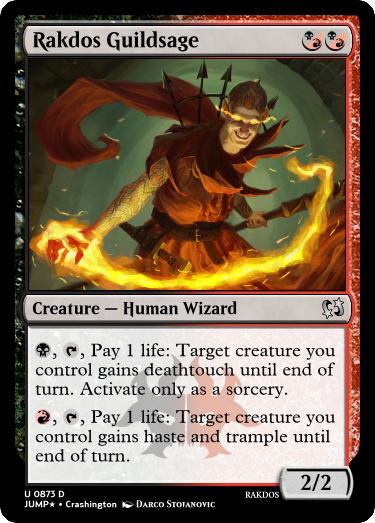 Rakdos Guildsage
Creature — Human Wizard
, , Pay 1 life: Target creature you
control gains deathtouch until end of
turn. Activate only as a sorcery.
, , Pay 1 life: Target creature you
control gains haste and trample until
end of turn.
2/2
U 0873 D
RAKDOS
JUMP★ • Crashington Darco Stojanovic